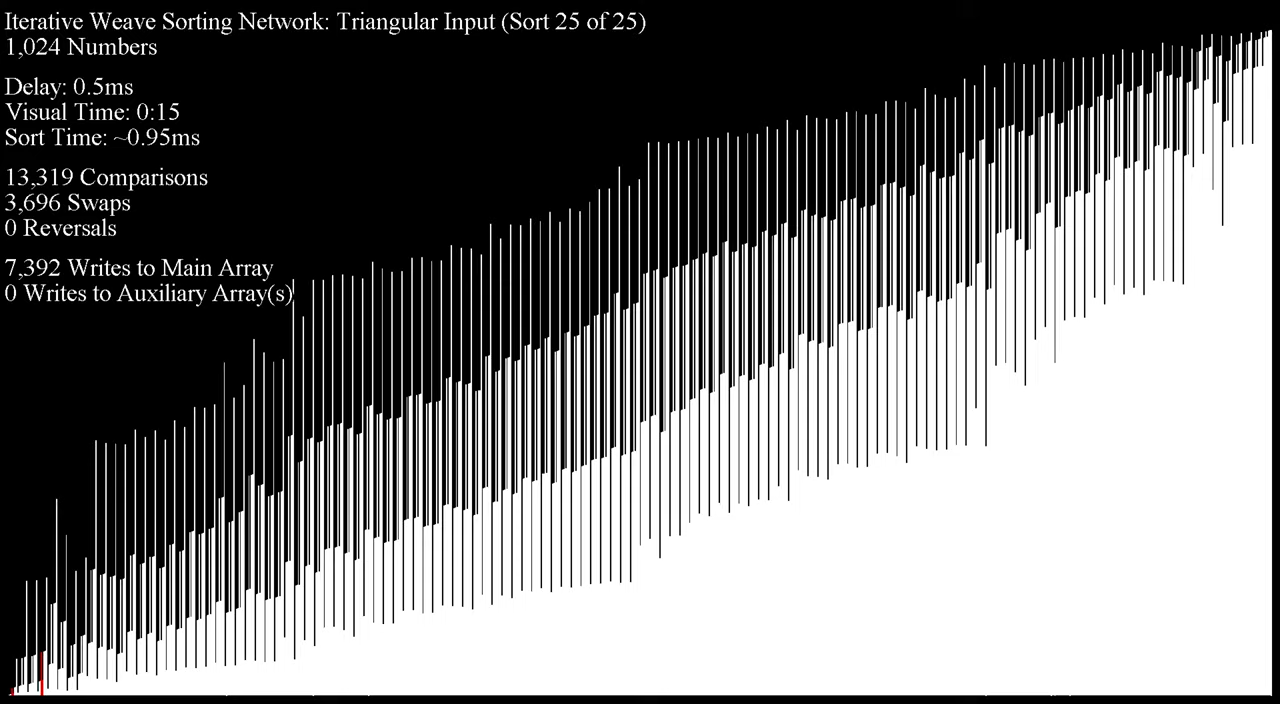 Iterative Weave Sorting Network: Triangular Input (Sort 25 of 25)
1,024 Numbers
Delay: 0.5ms
Visual Time: 0:15
Sort Time: ~0.95ms
13,319 Comparisons
3,696 Swaps
0 Reversals
7,392 Writes to Main Array
0 Writes to Auxiliary Array(s)